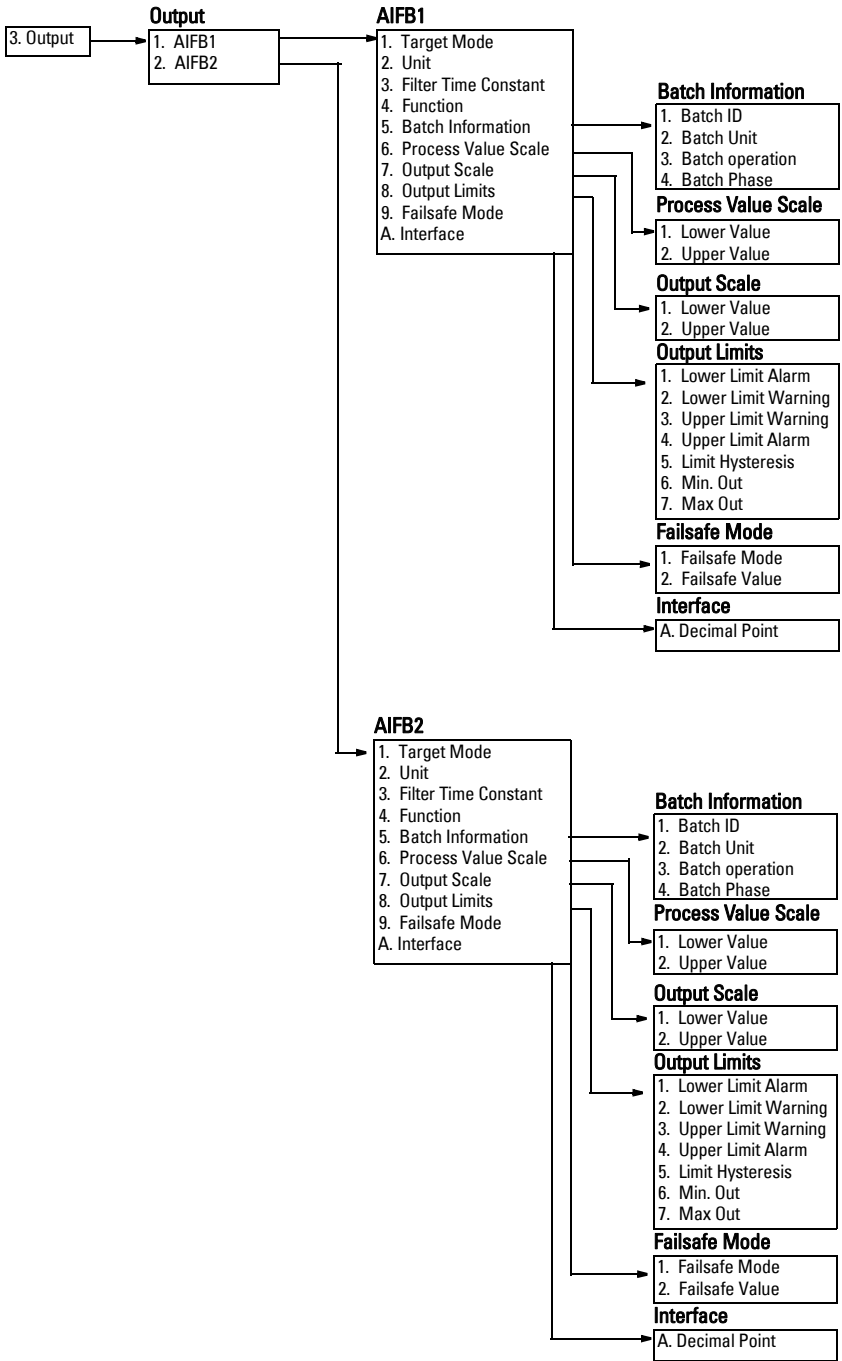 3. Output
Output
1. AIFB1
2. AIFB2
AIFB1
1. Target Mode
2. Unit
3. Filter Time Constant
4. Function
5. Batch Information
6. Process Value Scale
7. Output Scale
8. Output Limits
9. Failsafe Mode
A. Interface
Batch Information
1. Batch ID
2. Batch Unit
3. Batch operation
4. Batch Phase
Process Value Scale
1. Lower Value
2. Upper Value
Output Scale
1. Lower Value
2. Upper Value
Output Limits
1. Lower Limit Alarm
2. Lower Limit Warning
3. Upper Limit Warning
4. Upper Limit Alarm
5. Limit Hysteresis
6. Min. Out
7. Max Out
Failsafe Mode
1. Failsafe Mode
2. Failsafe Value
Interface
A. Decimal Point
AIFB2
1. Target Mode
2. Unit
3. Filter Time Constant
4. Function
5. Batch Information
6. Process Value Scale
7. Output Scale
8. Output Limits
9. Failsafe Mode
A. Interface
Batch Information
1. Batch ID
2. Batch Unit
3. Batch operation
4. Batch Phase
Process Value Scale
1. Lower Value
2. Upper Value
Output Scale
1. Lower Value
2. Upper Value
Output Limits
1. Lower Limit Alarm
2. Lower Limit Warning
3. Upper Limit Warning
4. Upper Limit Alarm
5. Limit Hysteresis
6. Min. Out
7. Max Out
Failsafe Mode
1. Failsafe Mode
2. Failsafe Value
Interface
A. Decimal Point